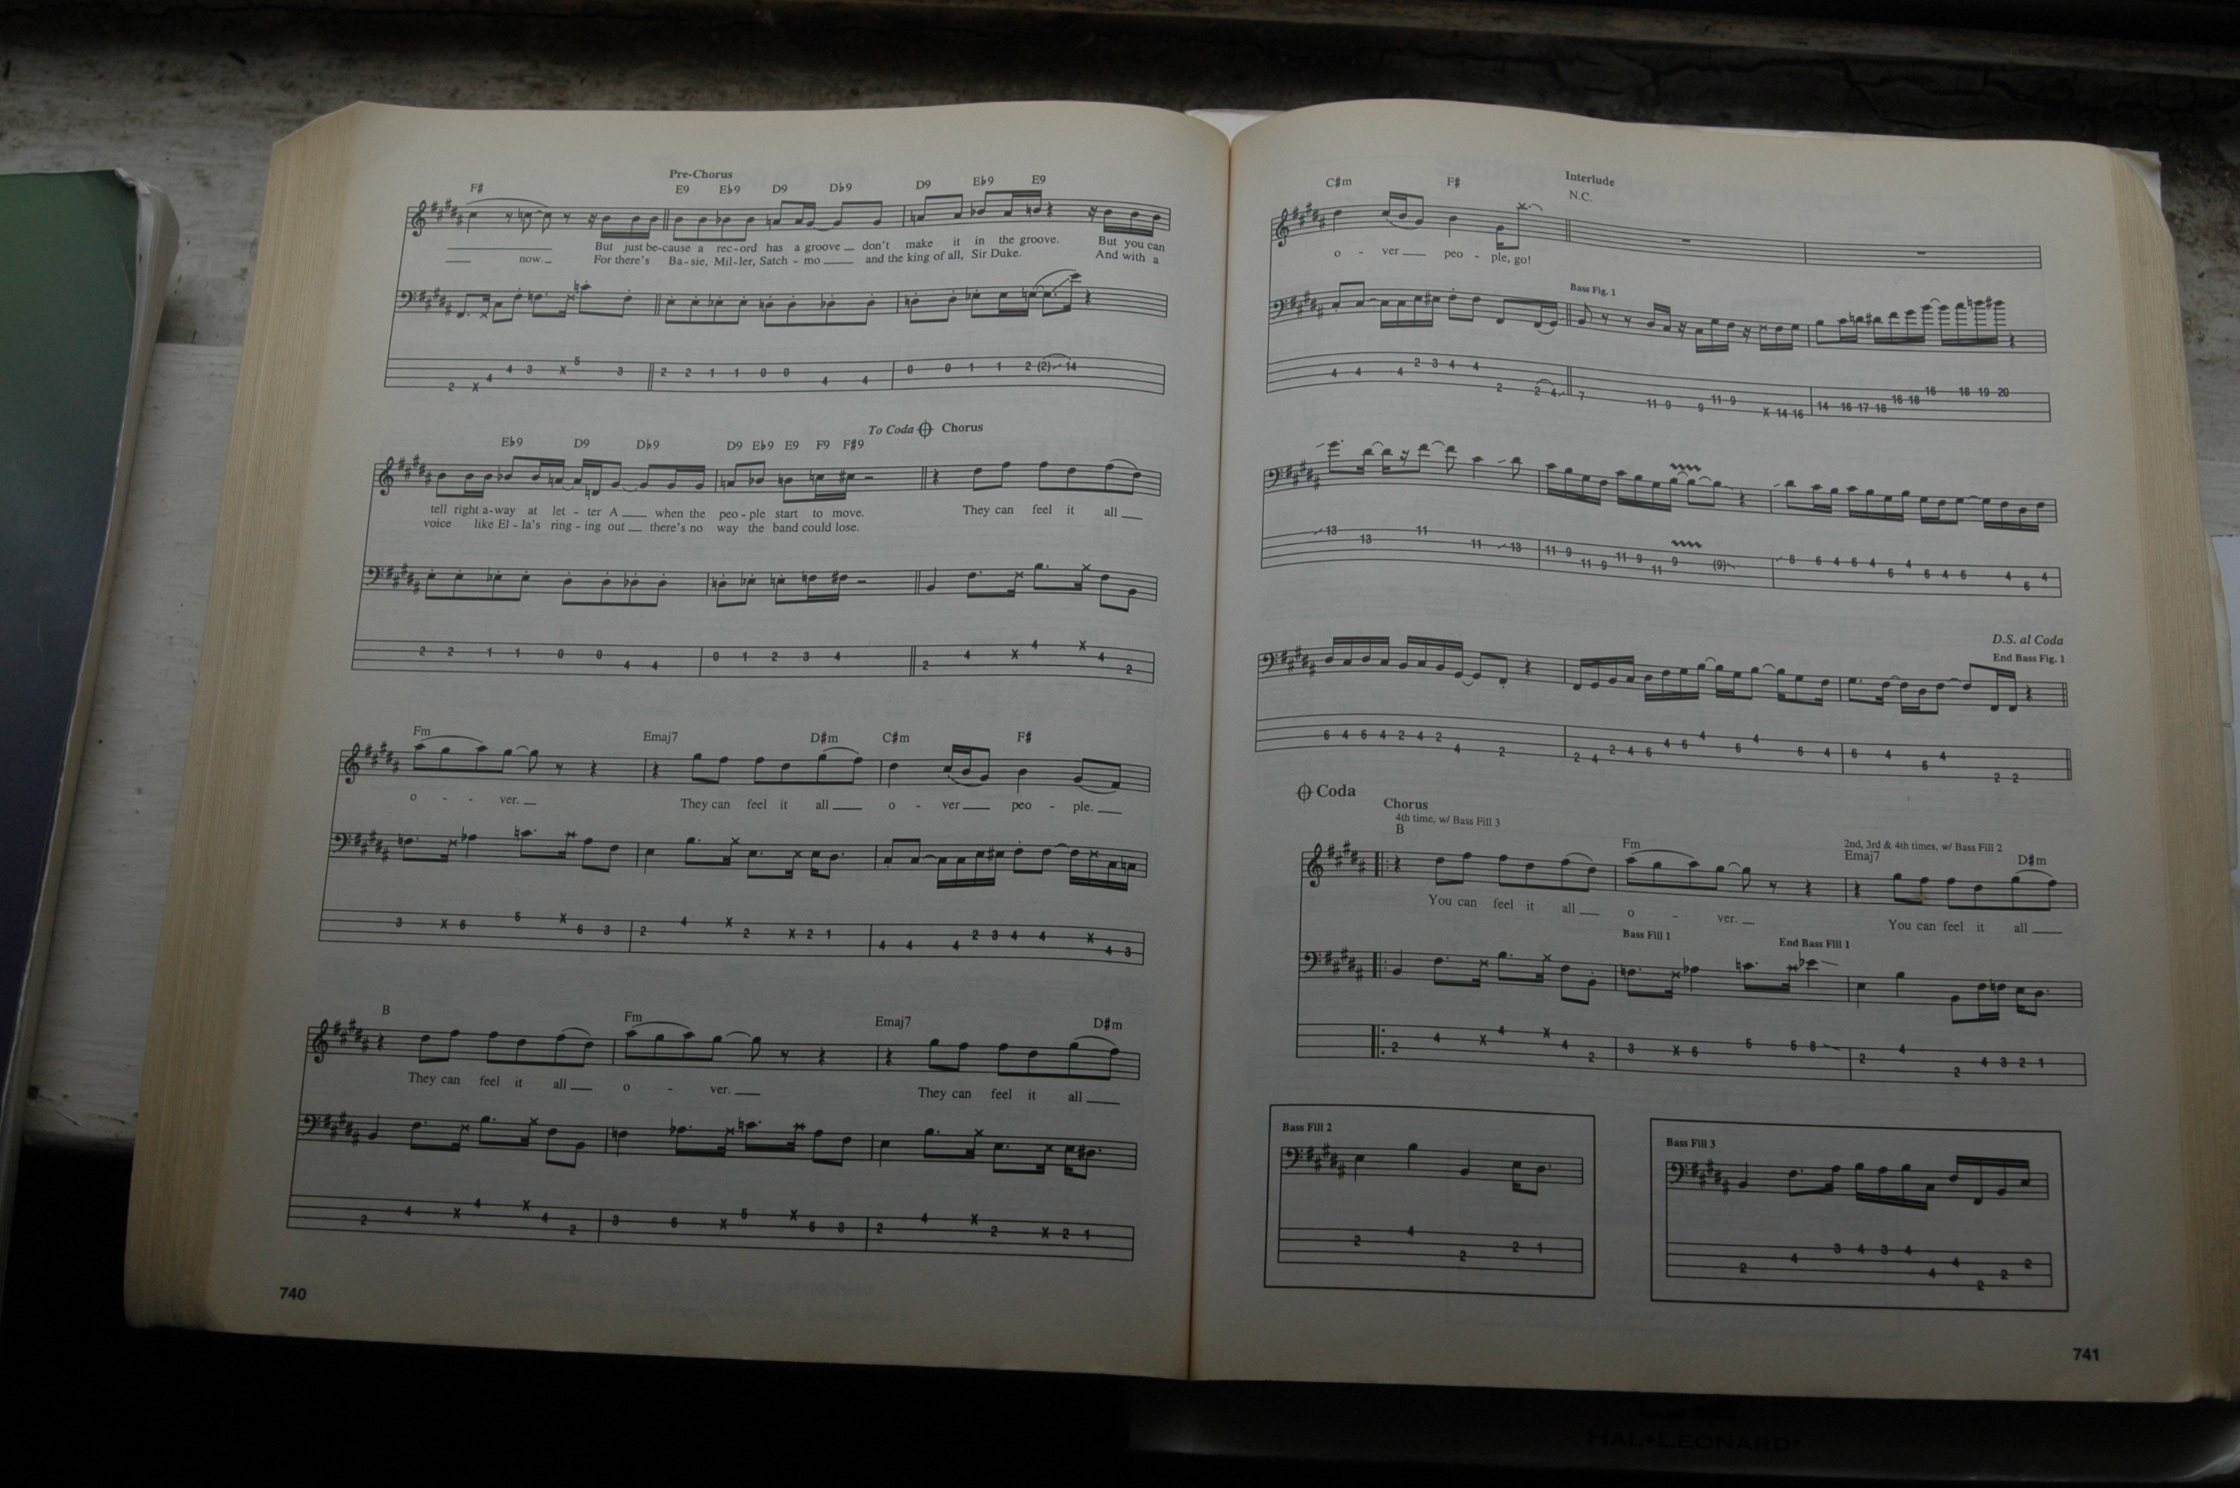 Pre-Chorus
F♯ E9 E♭9 D9 D♭9 D9 E♭9 E9
But just be-cause a rec-ord has a groove don't make it in the groove. But you can
now. For there's Ba-sie, Mil-ler, Satch-mo and the king of all, Sir Duke. And with a
2 X 4 4 3 X 5 3 2 2 1 1 0 0 4 4 0 0 1 1 2 (2) 14
To Coda Chorus
E♭9 D9 D♭9 D9 E♭9 E9 F9 F♯9
tell right a-way at let-ter A when the peo-ple start to move. They can feel it all
voice like El-la's ring-ing out there's no way the band could lose.
2 2 1 1 0 0 4 4 0 1 2 3 4 2 4 X 4 X 4 2
Fm Emaj7 D♯m C♯m F♯
o - - ver. They can feel it all o - ver peo - ple.
3 X 6 5 X 6 3 2 4 X 2 X 2 1 4 4 4 2 3 4 4 X 4 3
B Fm Emaj7 D♯m
They can feel it all o - ver. They can feel it all
2 4 X 4 X 4 2 3 6 X 5 X 6 3 2 4 X 2 X 2 1
740
C♯m F♯ Interlude
N.C.
o - ver peo - ple, go!
Bass Fig. 1
4 4 4 2 3 4 4 2 2 4 7 11 9 9 11 9 X 14 16 14 16 17 18 16 18 16 18 19 20
13 13 11 11 13 11 9 11 9 11 9 11 9 (9) 8 6 4 6 4 6 4 6 4 6 4 6 4
D.S. al Coda
End Bass Fig. 1
6 4 6 4 2 4 2 4 2 2 4 2 4 6 4 6 4 6 4 6 4 6 4 6 4 2 2
Coda
Chorus
4th time, w/ Bass Fill 3
B Fm
2nd, 3rd & 4th times, w/ Bass Fill 2
Emaj7 D♯m
You can feel it all o - ver. You can feel it all
Bass Fill 1 End Bass Fill 1
2 4 X 4 X 4 2 3 X 6 5 5 8 2 4 2 4 3 2 1
Bass Fill 2
2 4 2 2 1
Bass Fill 3
2 4 3 4 3 4 4 4 2 2 2
741
HAL•LEONARD®